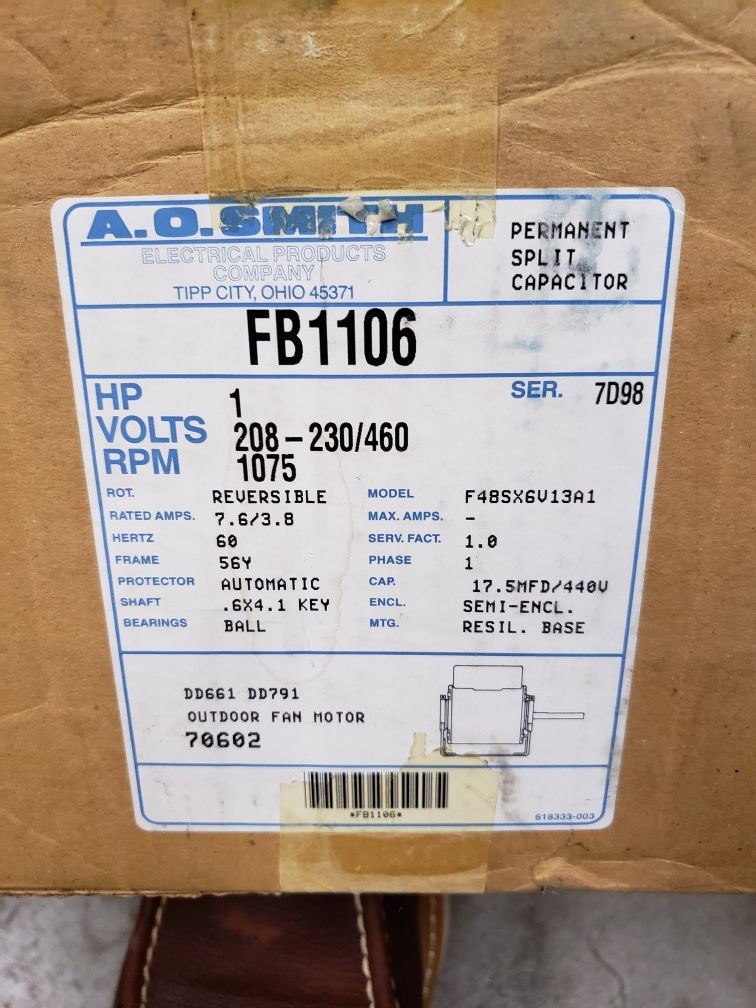 A.O. SMITH
ELECTRICAL PRODUCTS
COMPANY
TIPP CITY, OHIO 45371
PERMANENT
SPLIT
CAPACITOR
FB1106
HP 1
SER. 7D98
VOLTS 208-230/460
RPM 1075
ROT. REVERSIBLE MODEL F48SX6V13A1
RATED AMPS. 7.6/3.8 MAX. AMPS. -
HERTZ 60 SERV. FACT. 1.0
FRAME 56Y PHASE 1
PROTECTOR AUTOMATIC CAP. 17.5MFD/440V
SHAFT .6X4.1 KEY ENCL. SEMI-ENCL.
BEARINGS BALL MTG. RESIL. BASE
DD661 DD791
OUTDOOR FAN MOTOR
70602
*FB1106*
618333-003